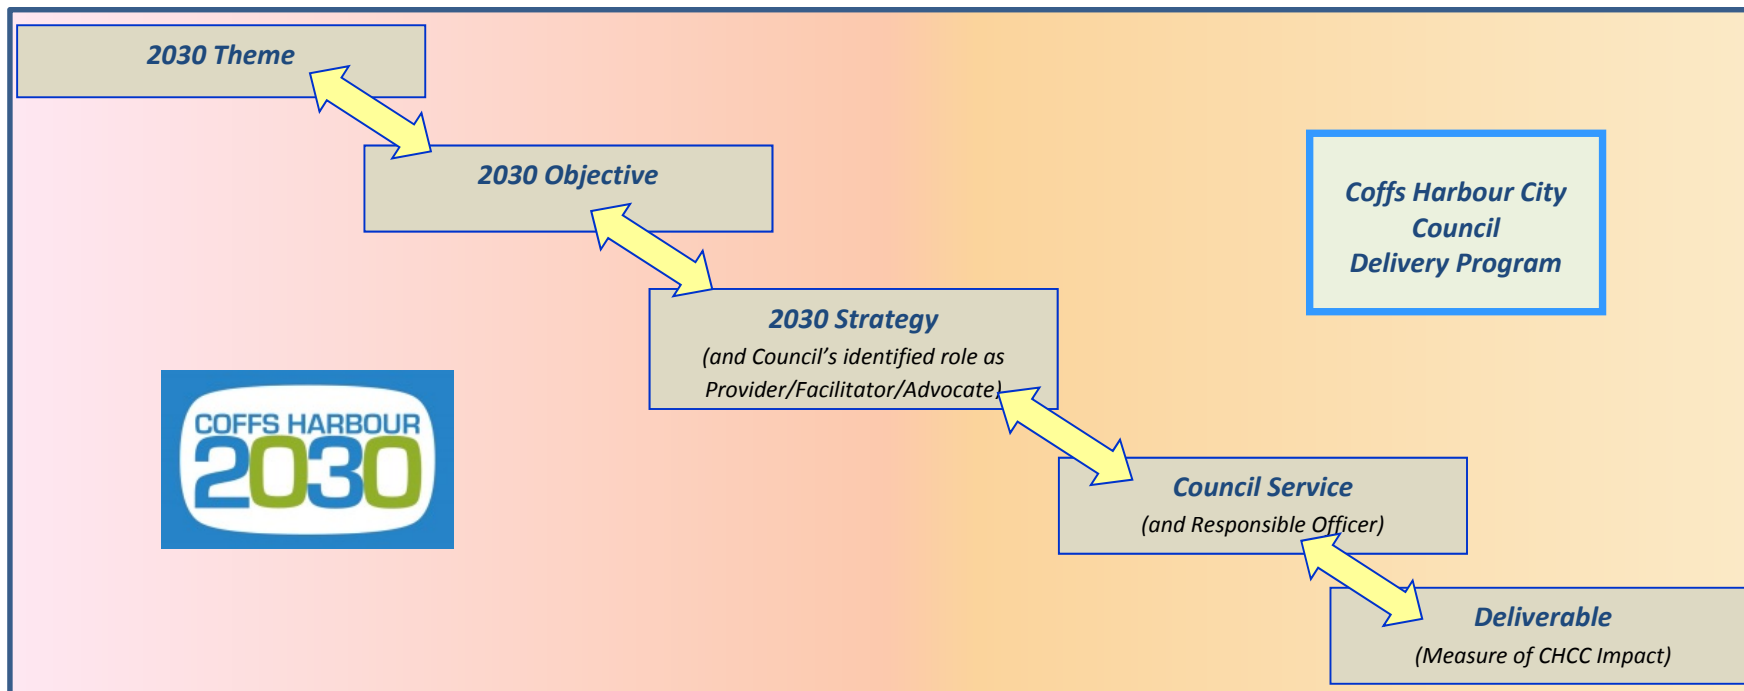 2030 Theme
2030 Objective
Coffs Harbour City
Council
Delivery Program
2030 Strategy
(and Council’s identified role as
Provider/Facilitator/Advocate)
COFFS HARBOUR
2030
Council Service
(and Responsible Officer)
Deliverable
(Measure of CHCC Impact)